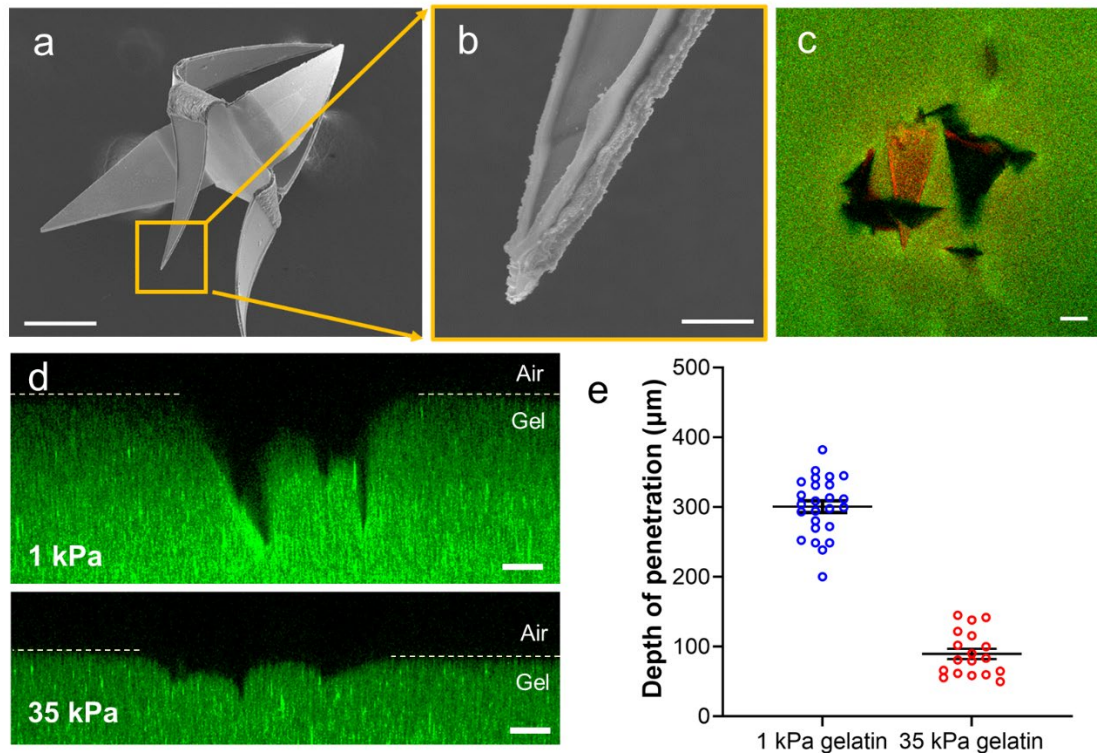 a
b
c
d
Air
Gel
1 kPa
Air
Gel
35 kPa
e
Depth of penetration (µm)
500
400
300
200
100
0
1 kPa gelatin
35 kPa gelatin